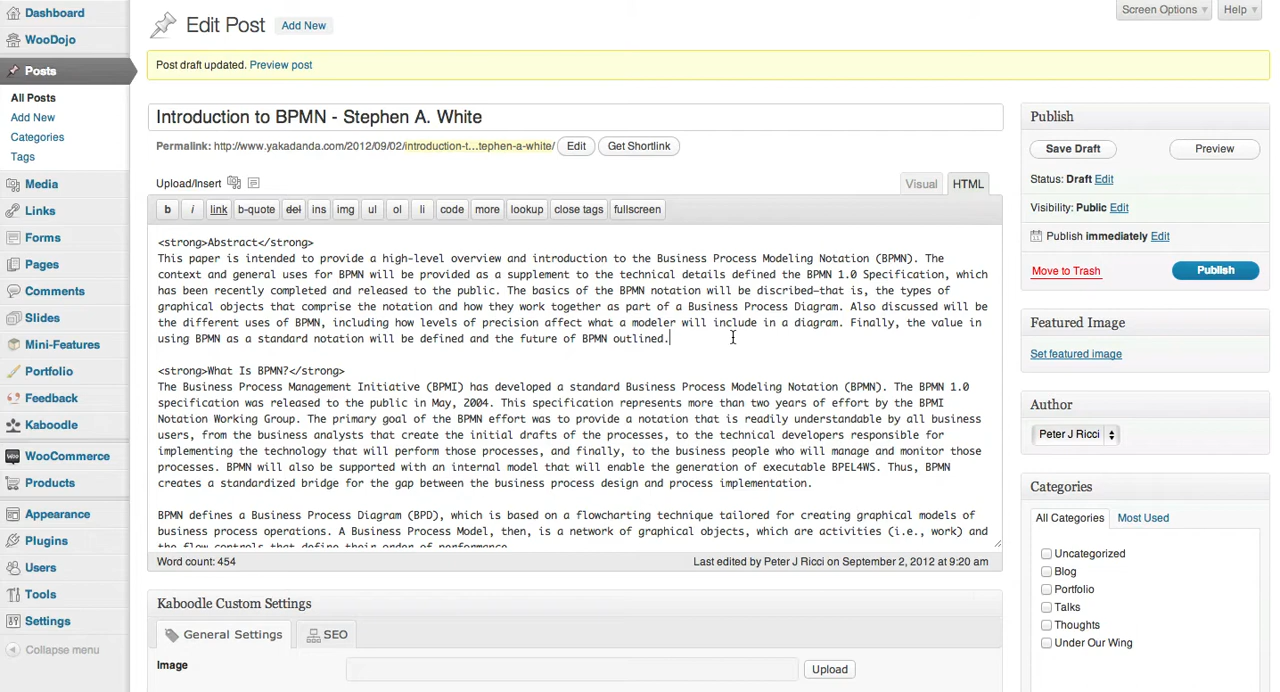 Dashboard
WooDojo
Posts
All Posts
Add New
Categories
Tags
Media
Links
Forms
Pages
Comments
Slides
Mini-Features
Portfolio
Feedback
Kaboodle
WooCommerce
Products
Appearance
Plugins
Users
Tools
Settings
Collapse menu
Screen Options
Help
Edit Post
Add New
Post draft updated. Preview post
Introduction to BPMN - Stephen A. White
Permalink: http://www.yakadanda.com/2012/09/02/introduction-t...tephen-a-white/ Edit Get Shortlink
Upload/Insert
Visual HTML
b i link b-quote del ins img ul ol li code more lookup close tags fullscreen
<strong>Abstract</strong>
This paper is intended to provide a high-level overview and introduction to the Business Process Modeling Notation (BPMN). The
context and general uses for BPMN will be provided as a supplement to the technical details defined the BPMN 1.0 Specification, which
has been recently completed and released to the public. The basics of the BPMN notation will be discribed—that is, the types of
graphical objects that comprise the notation and how they work together as part of a Business Process Diagram. Also discussed will be
the different uses of BPMN, including how levels of precision affect what a modeler will include in a diagram. Finally, the value in
using BPMN as a standard notation will be defined and the future of BPMN outlined.
<strong>What Is BPMN?</strong>
The Business Process Management Initiative (BPMI) has developed a standard Business Process Modeling Notation (BPMN). The BPMN 1.0
specification was released to the public in May, 2004. This specification represents more than two years of effort by the BPMI
Notation Working Group. The primary goal of the BPMN effort was to provide a notation that is readily understandable by all business
users, from the business analysts that create the initial drafts of the processes, to the technical developers responsible for
implementing the technology that will perform those processes, and finally, to the business people who will manage and monitor those
processes. BPMN will also be supported with an internal model that will enable the generation of executable BPEL4WS. Thus, BPMN
creates a standardized bridge for the gap between the business process design and process implementation.
BPMN defines a Business Process Diagram (BPD), which is based on a flowcharting technique tailored for creating graphical models of
business process operations. A Business Process Model, then, is a network of graphical objects, which are activities (i.e., work) and
the flow controls that define their order of performance.
Word count: 454
Last edited by Peter J Ricci on September 2, 2012 at 9:20 am
Kaboodle Custom Settings
General Settings
SEO
Image
Upload
Publish
Save Draft
Preview
Status: Draft Edit
Visibility: Public Edit
Publish immediately Edit
Move to Trash
Publish
Featured Image
Set featured image
Author
Peter J Ricci
Categories
All Categories
Most Used
Uncategorized
Blog
Portfolio
Talks
Thoughts
Under Our Wing